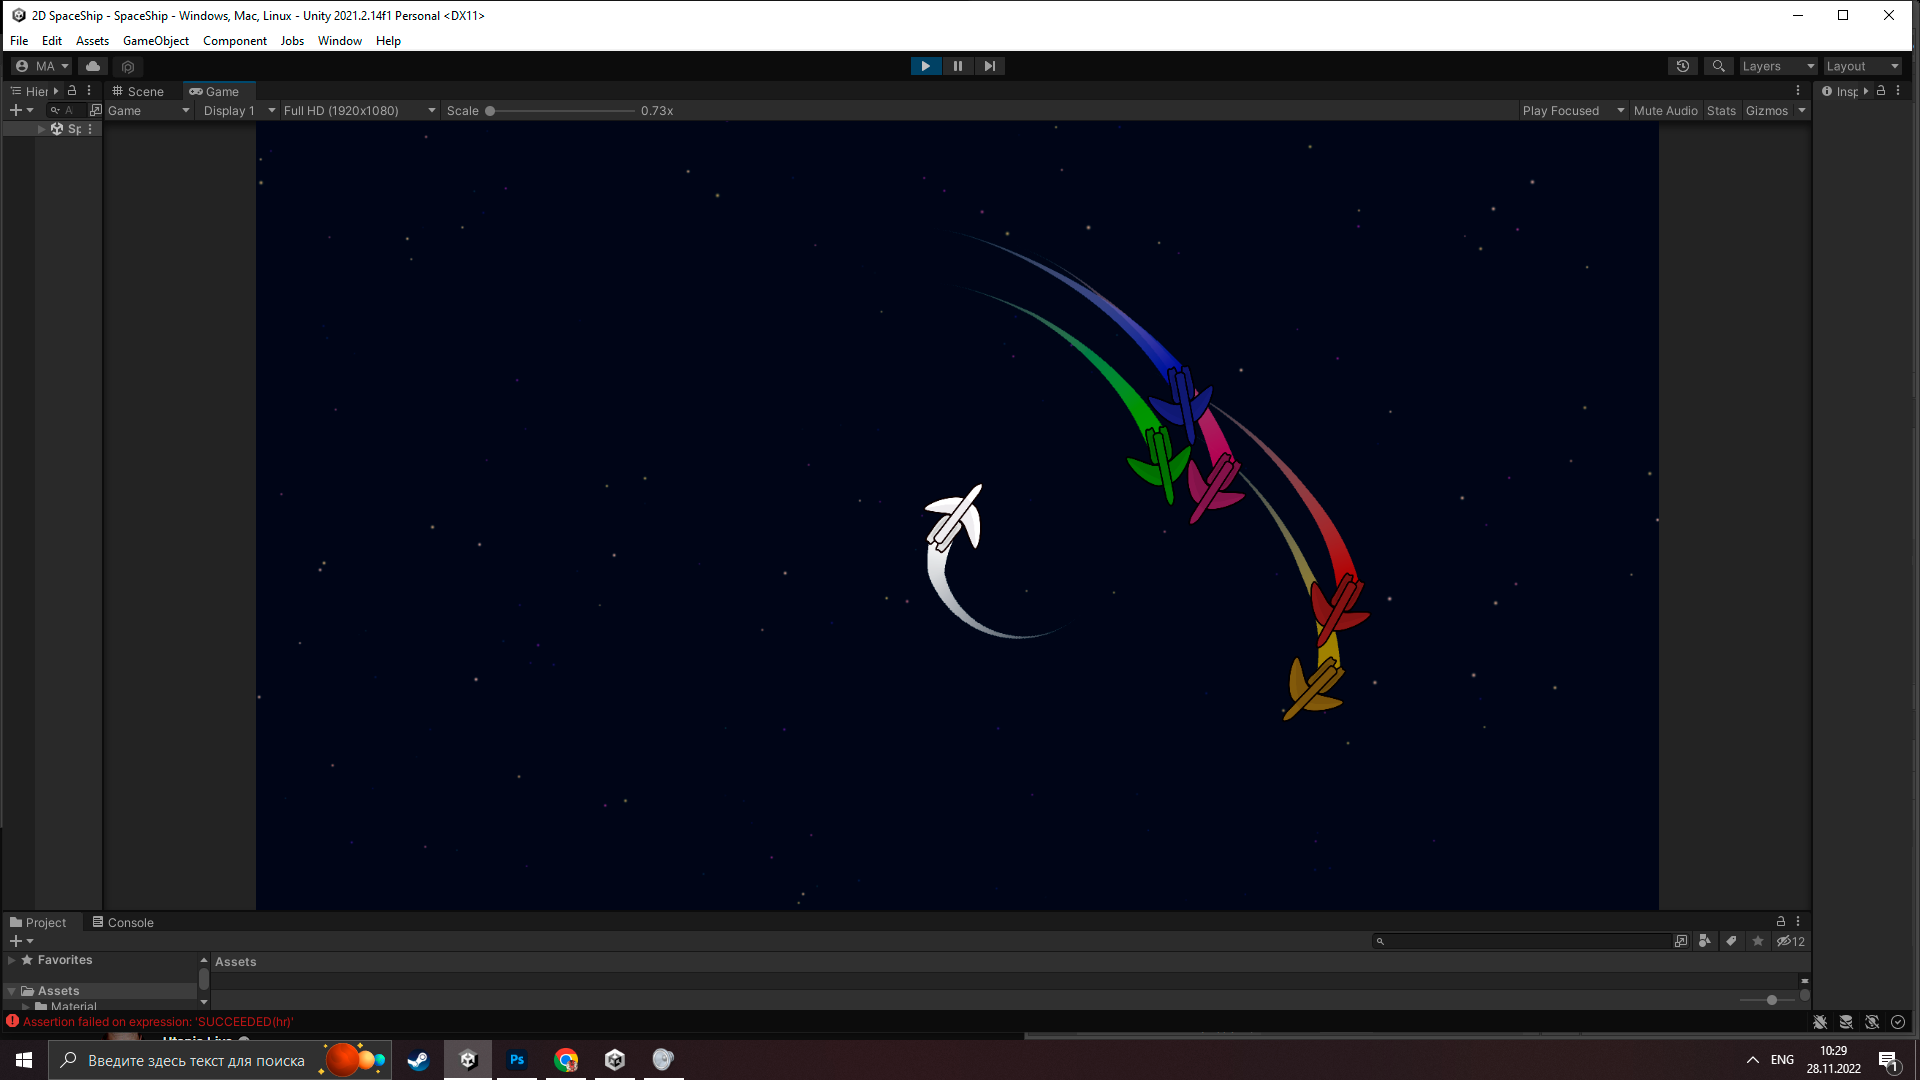 2D SpaceShip - SpaceShip - Windows, Mac, Linux - Unity 2021.2.14f1 Personal <DX11>
File Edit Assets GameObject Component Jobs Window Help
MA Layers Layout
Hier Scene Game Insp
A Game Display 1 Full HD (1920x1080) Scale 0.73x Play Focused Mute Audio Stats Gizmos
Sp
Project Console
12
Favorites Assets
Assets
Material
Assertion failed on expression: 'SUCCEEDED(hr)'
Введите здесь текст для поиска Ps ENG 10:29
28.11.2022 1